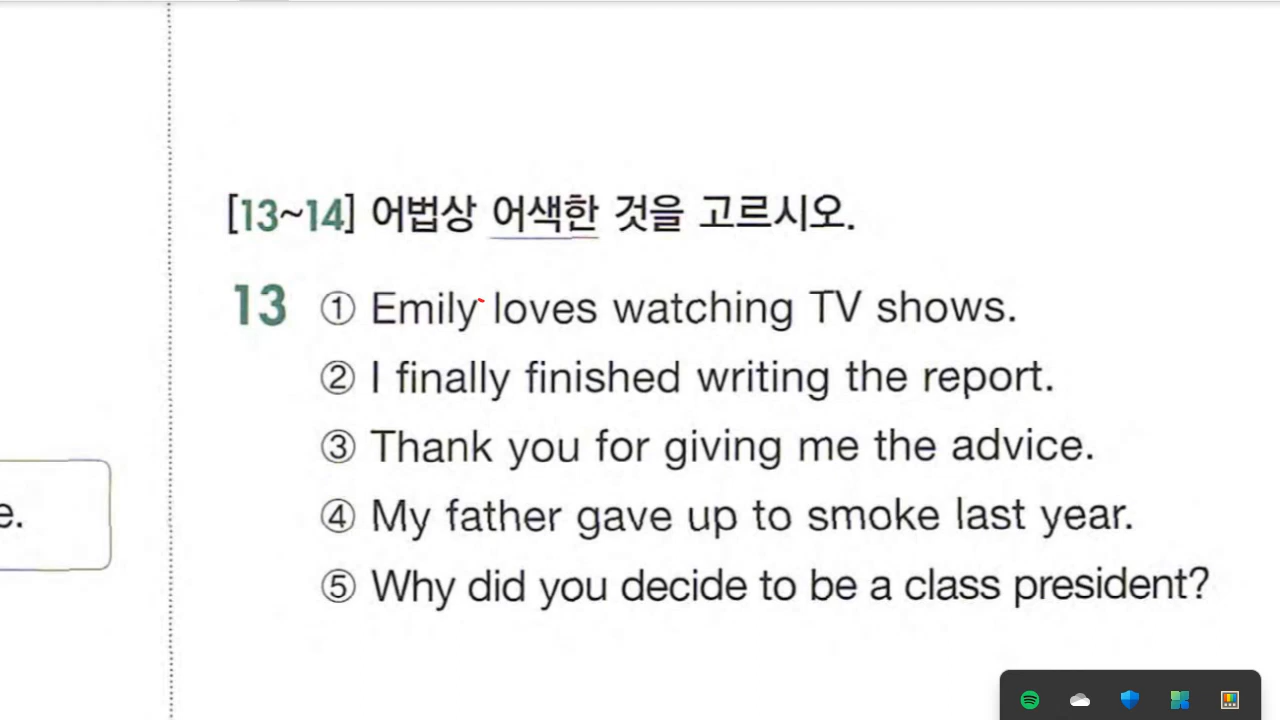 [13~14] 어법상 어색한 것을 고르시오.
13 ① Emily loves watching TV shows.
② I finally finished writing the report.
③ Thank you for giving me the advice.
④ My father gave up to smoke last year.
e.
⑤ Why did you decide to be a class president?